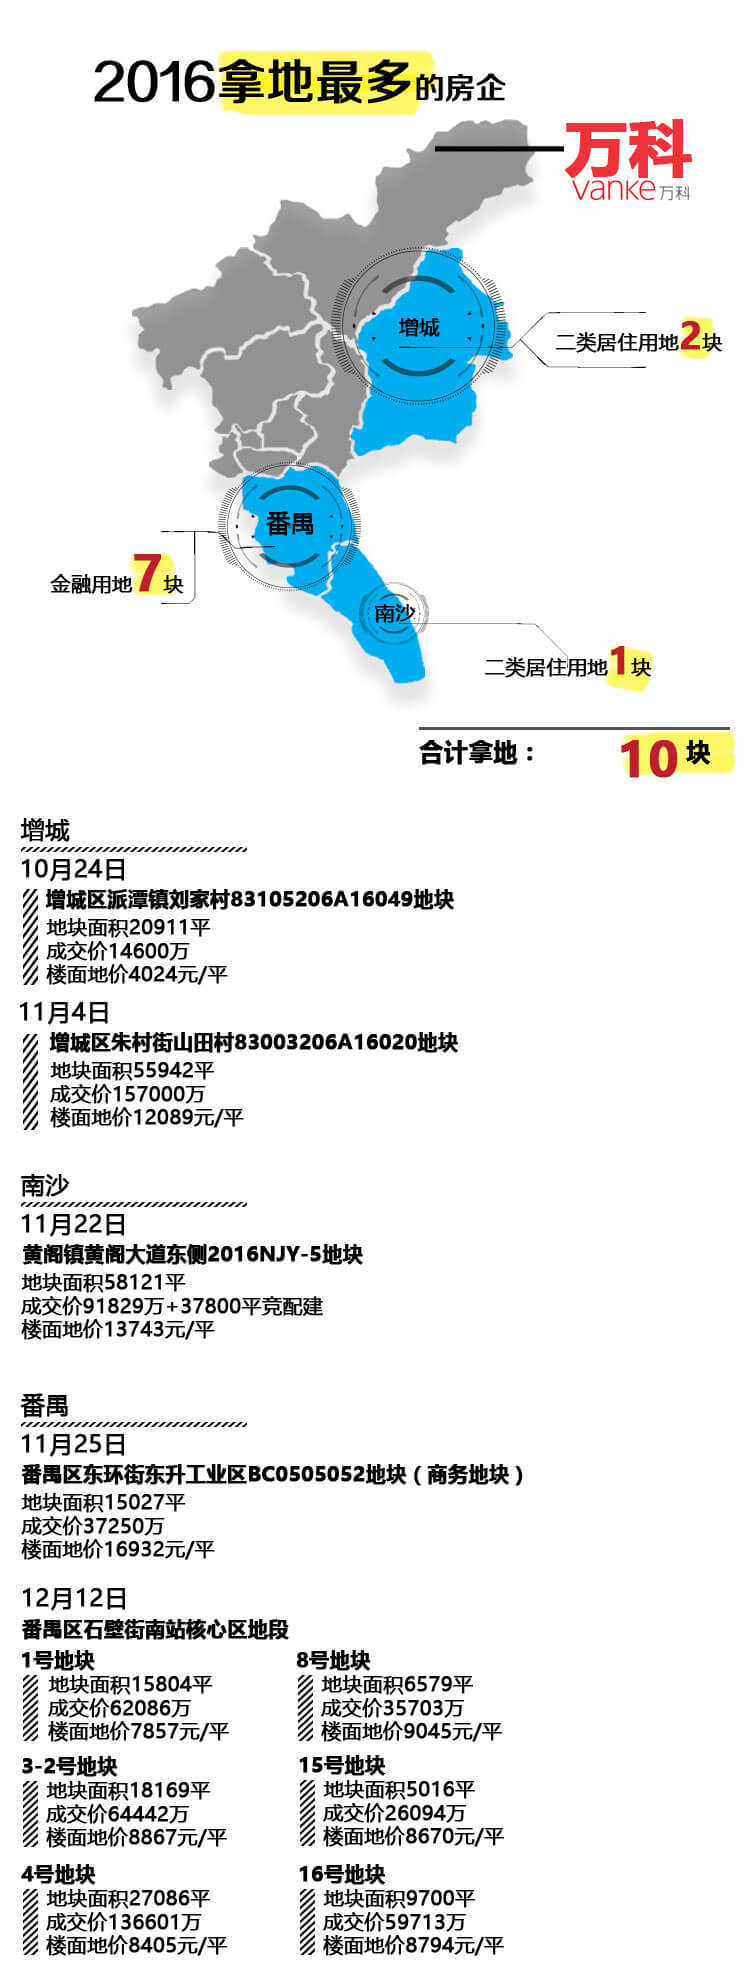 2016拿地最多的房企
万科
vanke万科
增城
二类居住用地2块
番禺
金融用地7块
南沙
二类居住用地1块
合计拿地：10块
增城
10月24日
增城区派潭镇刘家村83105206A16049地块
地块面积20911平
成交价14600万
楼面地价4024元/平
11月4日
增城区朱村街山田村83003206A16020地块
地块面积55942平
成交价157000万
楼面地价12089元/平
南沙
11月22日
黄阁镇黄阁大道东侧2016NJY-5地块
地块面积58121平
成交价91829万+37800平竞配建
楼面地价13743元/平
番禺
11月25日
番禺区东环街东升工业区BC0505052地块（商务地块）
地块面积15027平
成交价37250万
楼面地价16932元/平
12月12日
番禺区石壁街南站核心区地段
1号地块
地块面积15804平
成交价62086万
楼面地价7857元/平
8号地块
地块面积6579平
成交价35703万
楼面地价9045元/平
3-2号地块
地块面积18169平
成交价64442万
楼面地价8867元/平
15号地块
地块面积5016平
成交价26094万
楼面地价8670元/平
4号地块
地块面积27086平
成交价136601万
楼面地价8405元/平
16号地块
地块面积9700平
成交价59713万
楼面地价8794元/平